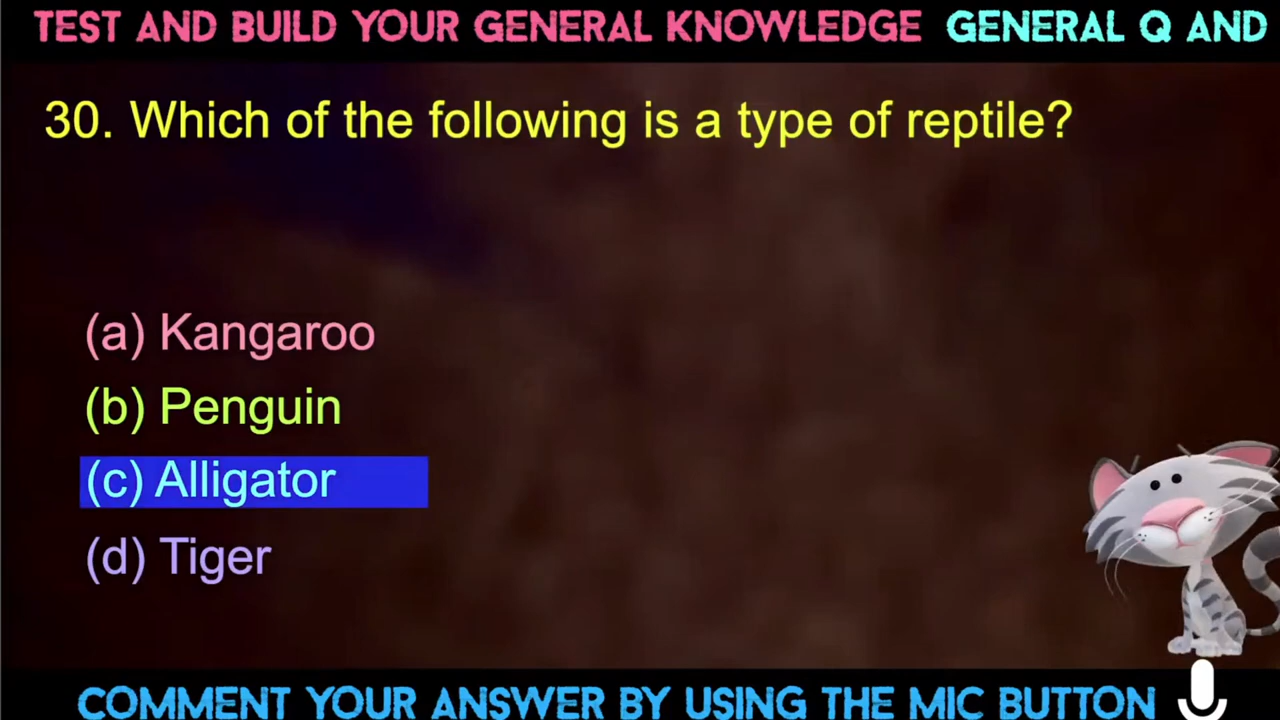 TEST AND BUILD YOUR GENERAL KNOWLEDGE GENERAL Q AND
30. Which of the following is a type of reptile?
(a) Kangaroo
(b) Penguin
(c) Alligator
(d) Tiger
COMMENT YOUR ANSWER BY USING THE MIC BUTTON